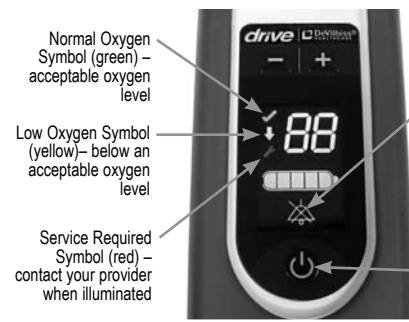 Normal Oxygen
Symbol (green) –
acceptable oxygen
level
Low Oxygen Symbol
(yellow)– below an
acceptable oxygen
level
Service Required
Symbol (red) –
contact your provider
when illuminated
drive DeVilbiss®
HEALTHCARE
− +
88